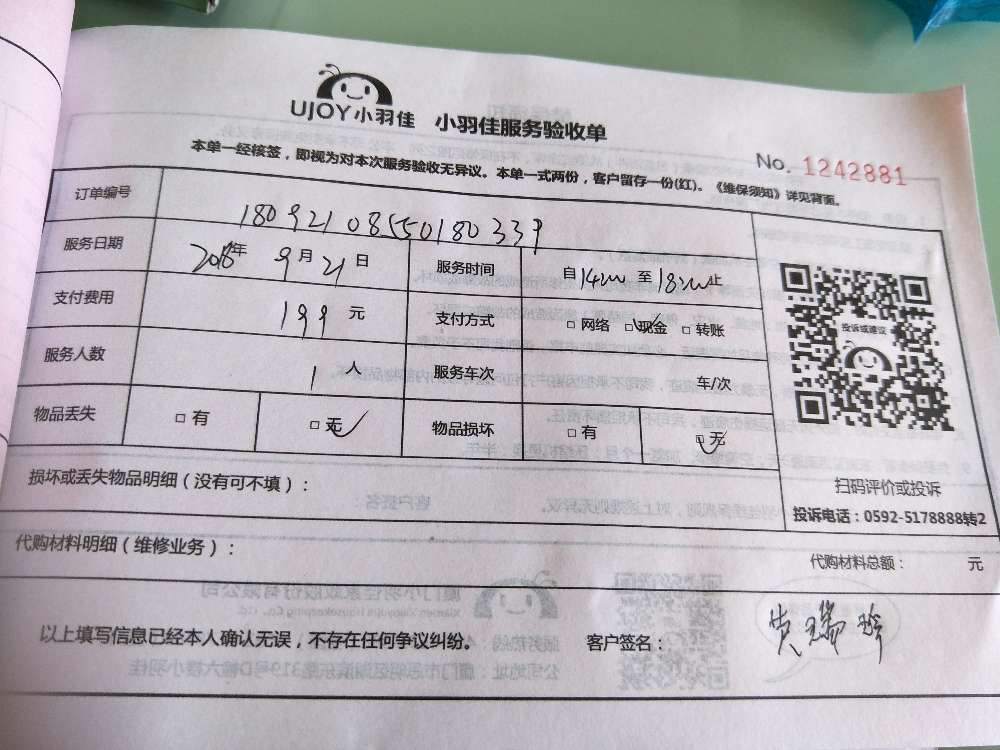 UJOY小羽佳 小羽佳服务验收单
No. 1242881
本单一经核签，即视为对本次服务验收无异议。本单一式两份，客户留存一份(红)。《维保须知》详见背面。
订单编号 18092108550180339
服务日期 2018年 9月21日 服务时间 自14:00至18:00止
支付费用 199元 支付方式 □网络 □现金 □转账
服务人数 1人 服务车次 车/次
物品丢失 □有 □无 物品损坏 □有 □无
投诉或建议
扫码评价或投诉
投诉电话：0592-5178888转2
损坏或丢失物品明细（没有可不填）：
代购材料明细（维修业务）： 代购材料总额： 元
以上填写信息已经本人确认无误，不存在任何争议纠纷。 客户签名：